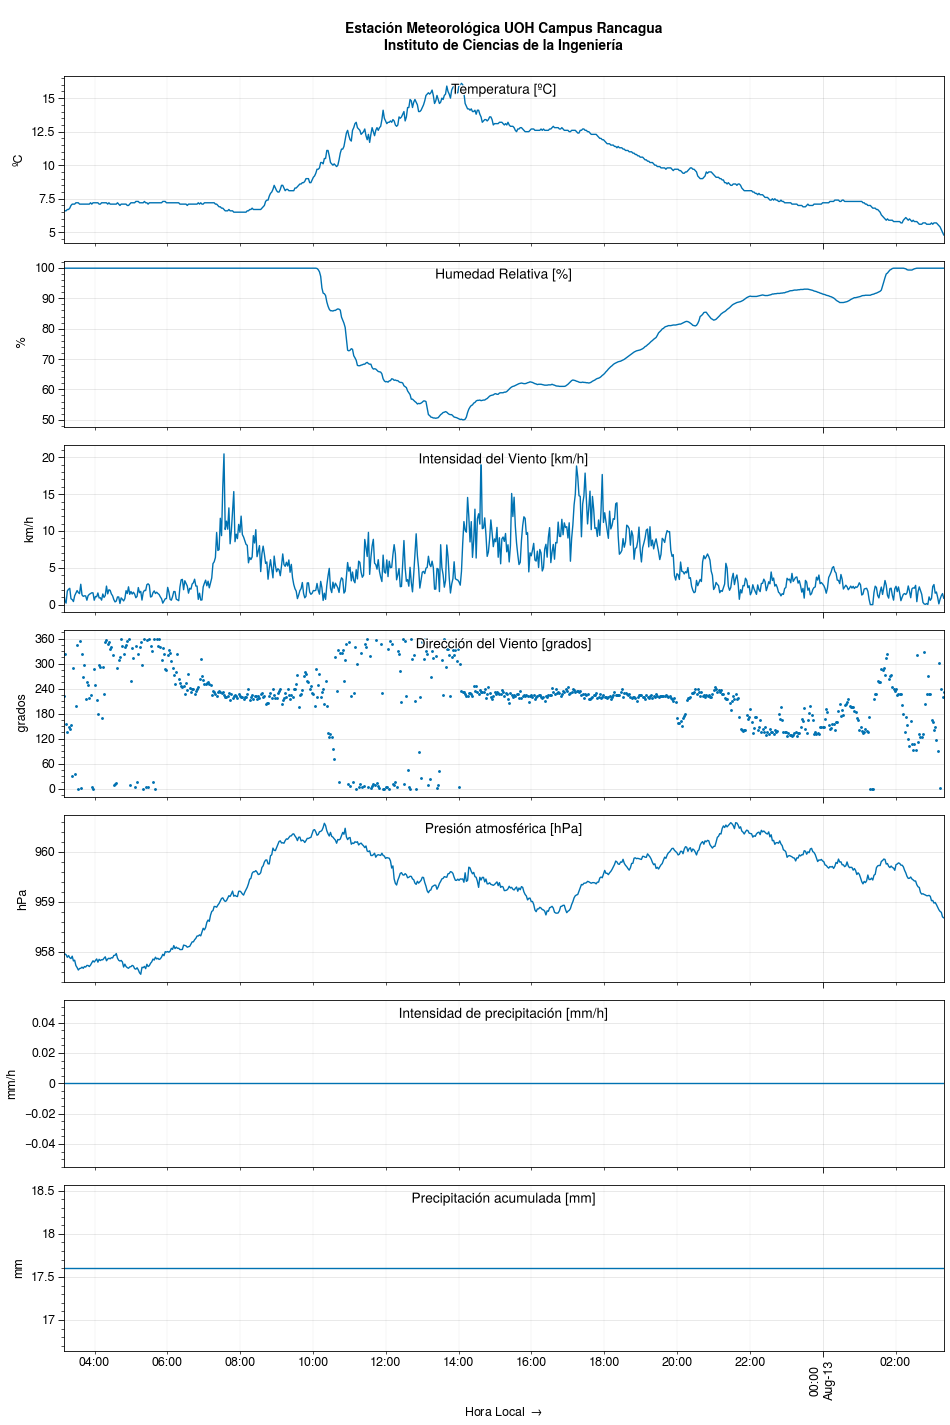 Estación Meteorológica UOH Campus Rancagua
Instituto de Ciencias de la Ingeniería
Temperatura [ºC]
ºC
15
12.5
10
7.5
5
Humedad Relativa [%]
%
100
90
80
70
60
50
Intensidad del Viento [km/h]
km/h
20
15
10
5
0
Dirección del Viento [grados]
grados
360
300
240
180
120
60
0
Presión atmosférica [hPa]
hPa
960
959
958
Intensidad de precipitación [mm/h]
mm/h
0.04
0.02
0
−0.02
−0.04
Precipitación acumulada [mm]
mm
18.5
18
17.5
17
04:00 06:00 08:00 10:00 12:00 14:00 16:00 18:00 20:00 22:00 00:00 02:00
Aug-13
Hora Local →